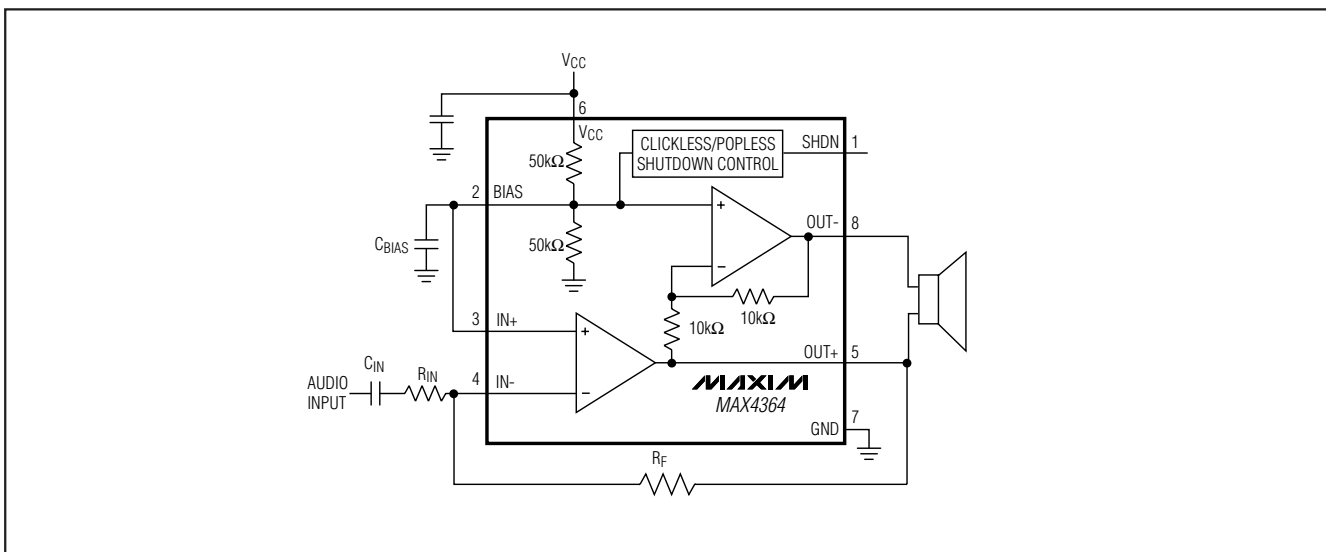 VCC
6
VCC
CLICKLESS/POPLESS
SHUTDOWN CONTROL
SHDN
1
50kΩ
2
BIAS
50kΩ
CBIAS
OUT-
8
+
−
10kΩ
10kΩ
3
IN+
+
OUT+
5
CIN
RIN
4
IN-
−
AUDIO
INPUT
MAXIM
MAX4364
7
GND
RF